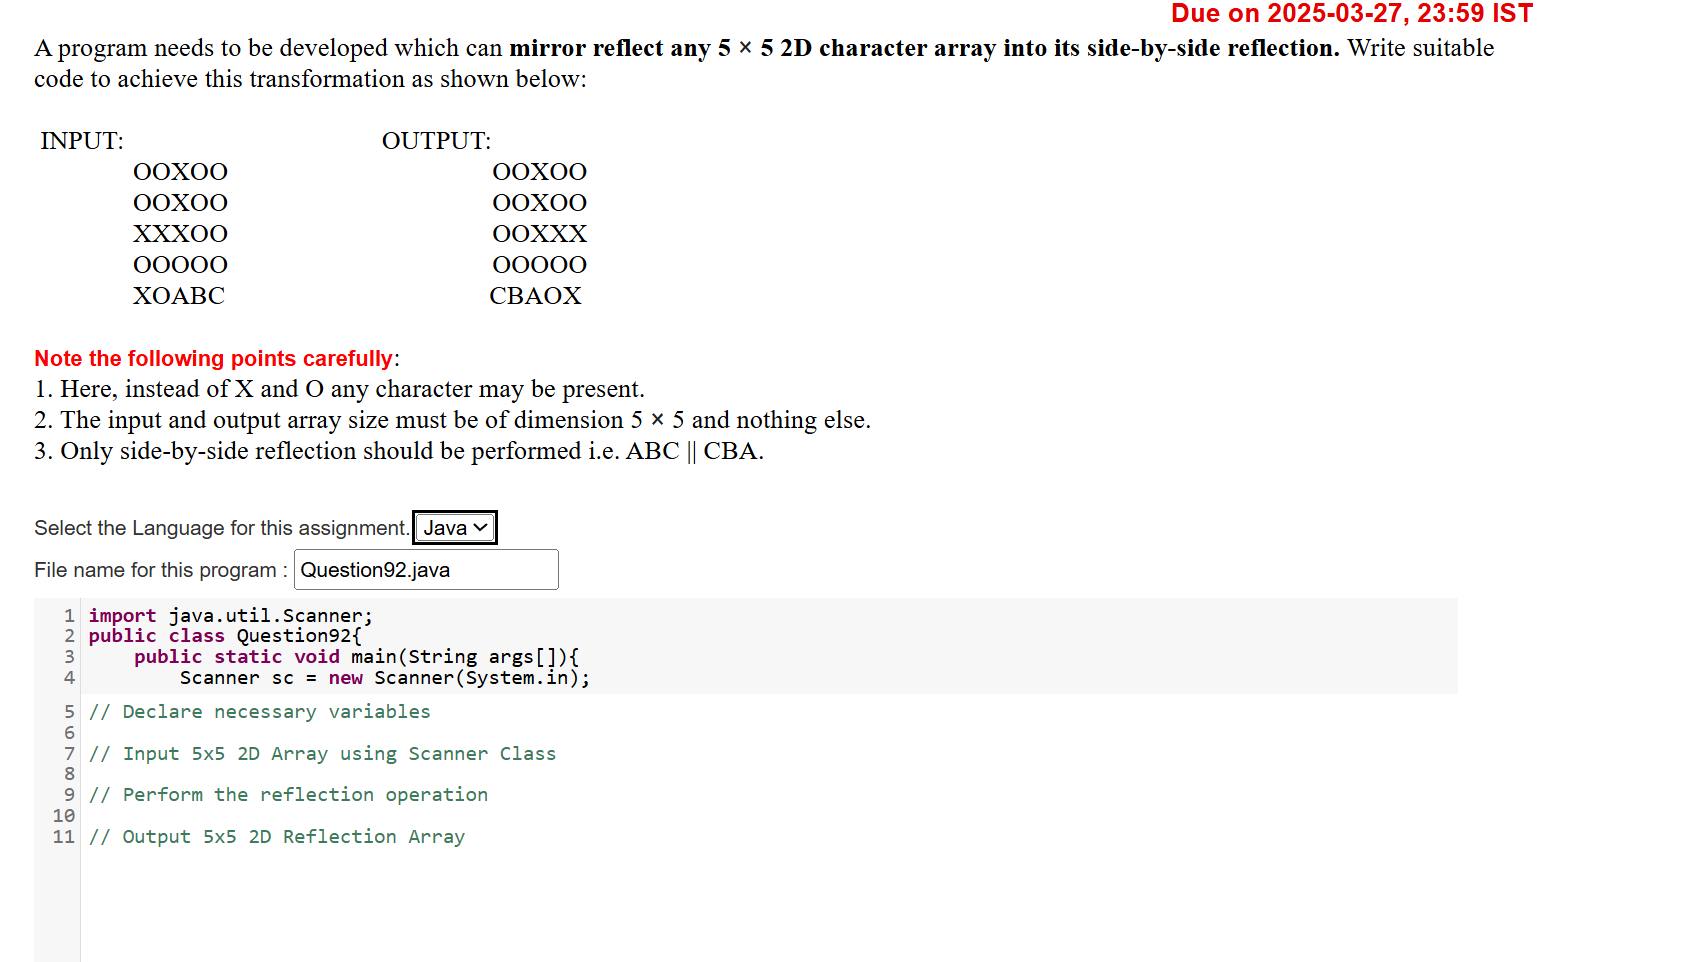 Due on 2025-03-27, 23:59 IST
A program needs to be developed which can mirror reflect any 5 × 5 2D character array into its side-by-side reflection. Write suitable
code to achieve this transformation as shown below:
INPUT: OUTPUT:
OOXOO OOXOO
OOXOO OOXOO
XXXOO OOXXX
OOOOO OOOOO
XOABC CBAOX
Note the following points carefully:
1. Here, instead of X and O any character may be present.
2. The input and output array size must be of dimension 5 × 5 and nothing else.
3. Only side-by-side reflection should be performed i.e. ABC || CBA.
Select the Language for this assignment. Java
File name for this program : Question92.java
1 import java.util.Scanner;
2 public class Question92{
3     public static void main(String args[]){
4         Scanner sc = new Scanner(System.in);
5 // Declare necessary variables
6
7 // Input 5x5 2D Array using Scanner Class
8
9 // Perform the reflection operation
10
11 // Output 5x5 2D Reflection Array